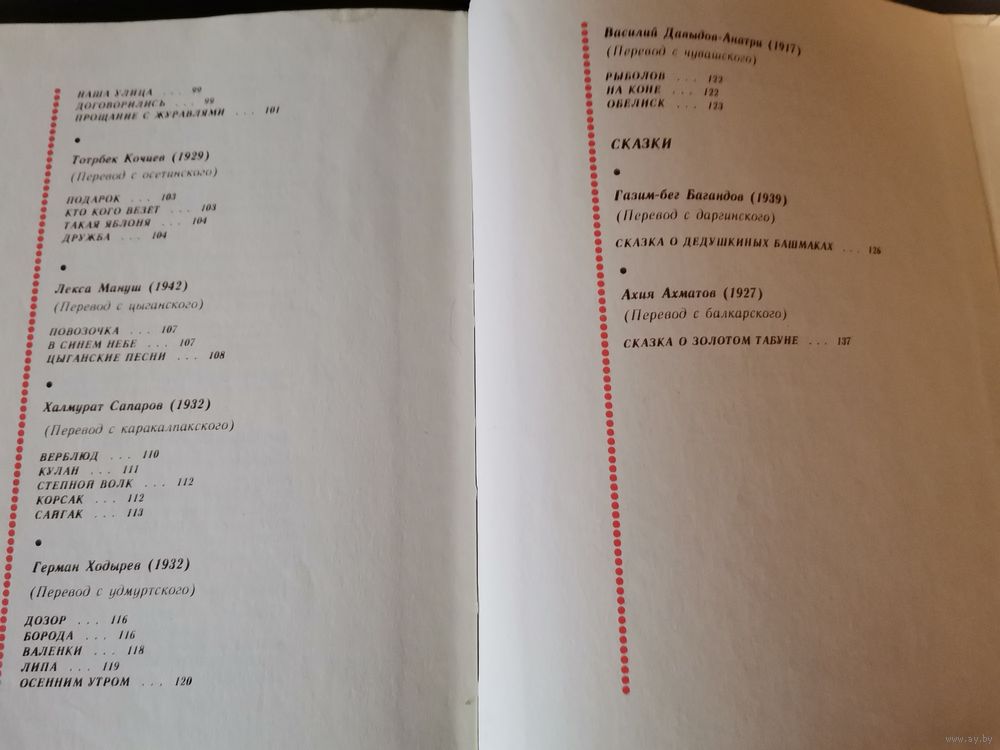 НАША УЛИЦА ... 99
ДОГОВОРИЛИСЬ ... 99
ПРОЩАНИЕ С ЖУРАВЛЯМИ ... 101
Тотрбек Кочиев (1929)
(Перевод с осетинского)
ПОДАРОК ... 103
КТО КОГО ВЕЗЕТ ... 103
ТАКАЯ ЯБЛОНЯ ... 104
ДРУЖБА ... 104
Лекса Мануш (1942)
(Перевод с цыганского)
ПОВОЗОЧКА ... 107
В СИНЕМ НЕБЕ ... 107
ЦЫГАНСКИЕ ПЕСНИ ... 108
Халмурат Сапаров (1932)
(Перевод с каракалпакского)
ВЕРБЛЮД ... 110
КУЛАН ... 111
СТЕПНОЙ ВОЛК ... 112
КОРСАК ... 112
САЙГАК ... 113
Герман Ходырев (1932)
(Перевод с удмуртского)
ДОЗОР ... 116
БОРОДА ... 116
ВАЛЕНКИ ... 118
ЛИПА ... 119
ОСЕННИМ УТРОМ ... 120
Василий Давыдов-Анатри (1917)
(Перевод с чувашского)
РЫБОЛОВ ... 122
НА КОНЕ ... 122
ОБЕЛИСК ... 123
СКАЗКИ
Газим-бег Багандов (1939)
(Перевод с даргинского)
СКАЗКА О ДЕДУШКИНЫХ БАШМАКАХ ... 126
Ахия Ахматов (1927)
(Перевод с балкарского)
СКАЗКА О ЗОЛОТОМ ТАБУНЕ ... 137
www.ay.by